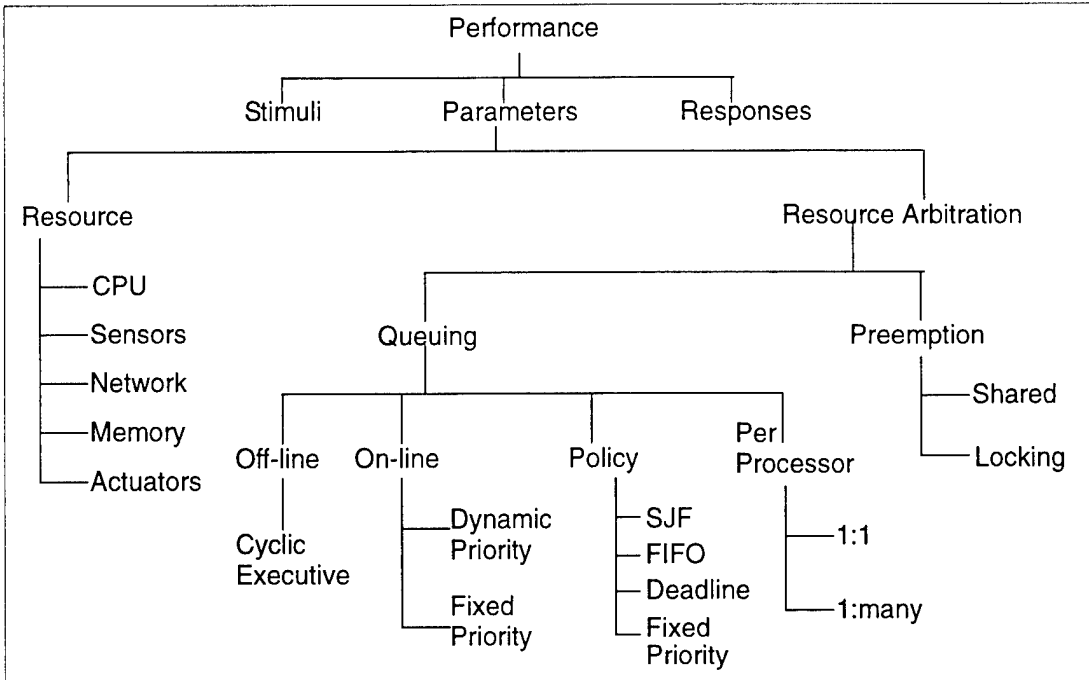 Performance
Stimuli
Parameters
Responses
Resource
Resource Arbitration
CPU
Sensors
Network
Memory
Actuators
Queuing
Preemption
Shared
Locking
Off-line
On-line
Policy
Per
Processor
Cyclic
Executive
Dynamic
Priority
Fixed
Priority
SJF
FIFO
Deadline
Fixed
Priority
1:1
1:many